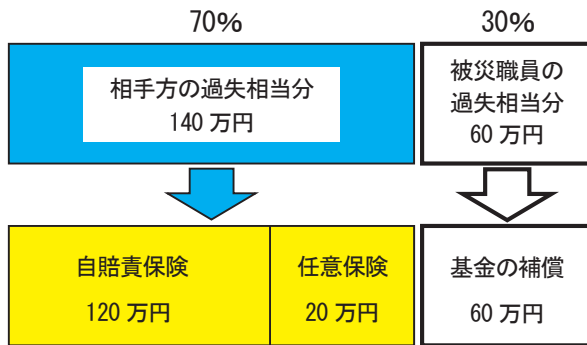 70%
30%
相手方の過失相当分
140 万円
被災職員の
過失相当分
60 万円
自賠責保険
120 万円
任意保険
20 万円
基金の補償
60 万円